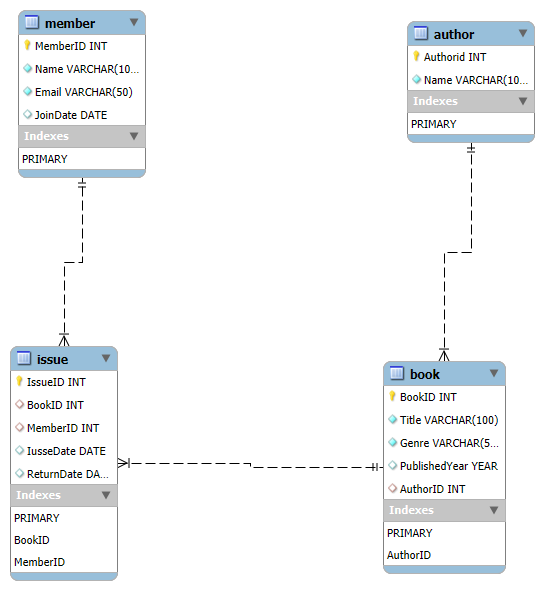 member
MemberID INT
Name VARCHAR(10...
Email VARCHAR(50)
JoinDate DATE
Indexes
PRIMARY
author
Authorid INT
Name VARCHAR(10...
Indexes
PRIMARY
issue
IssueID INT
BookID INT
MemberID INT
IusseDate DATE
ReturnDate DA...
Indexes
PRIMARY
BookID
MemberID
book
BookID INT
Title VARCHAR(100)
Genre VARCHAR(5...
PublishedYear YEAR
AuthorID INT
Indexes
PRIMARY
AuthorID